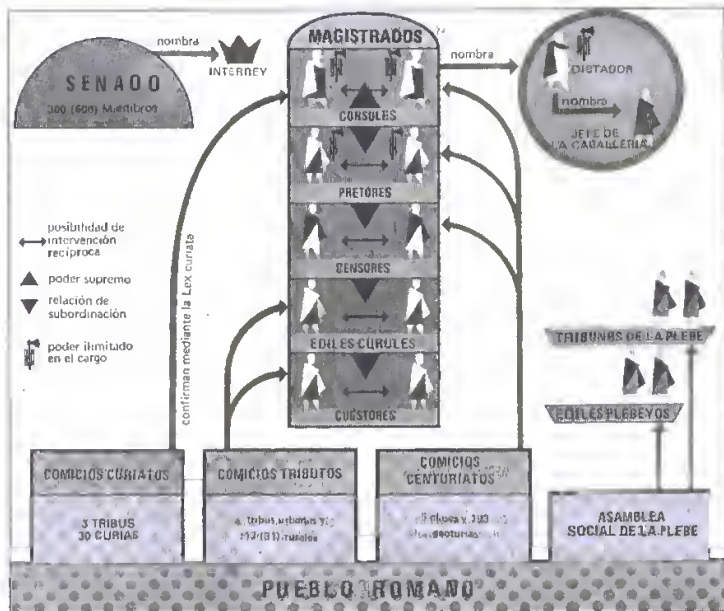 SENADO
300 (600) Miembros
nombra
INTERREY
MAGISTRADOS
nombra
DICTADOR
nombra
JEFE DE
LA CABALLERIA
CONSULES
PRETORES
CENSORES
EDILES CURULES
CUESTORES
posibilidad de
intervención
recíproca
poder supremo
relación de
subordinación
poder ilimitado
en el cargo
confirman mediante la Lex curiata
TRIBUNOS DE LA PLEBE
EDILES PLEBEYOS
COMICIOS CURIATOS
3 TRIBUS
30 CURIAS
COMICIOS TRIBUTOS
tribus urbanas y
rurales
COMICIOS
CENTURIATOS
centurias
ASAMBLEA
SOCIAL DE LA PLEBE
PUEBLO ROMANO